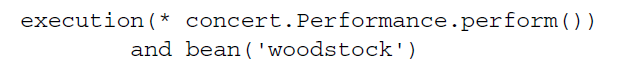 execution(* concert.Performance.perform())
and bean('woodstock')